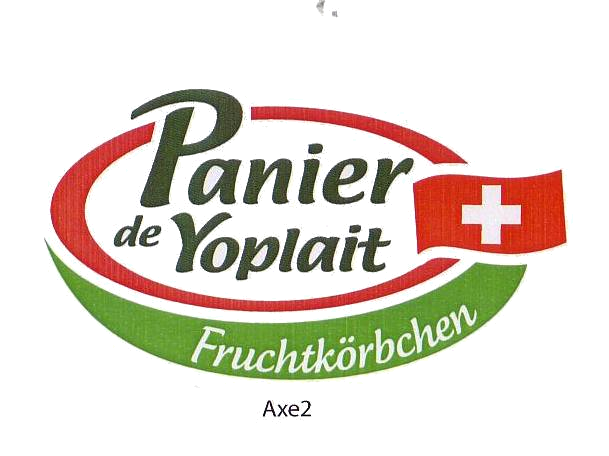 Panier
de Yoplait
Fruchtkörbchen
Axe2